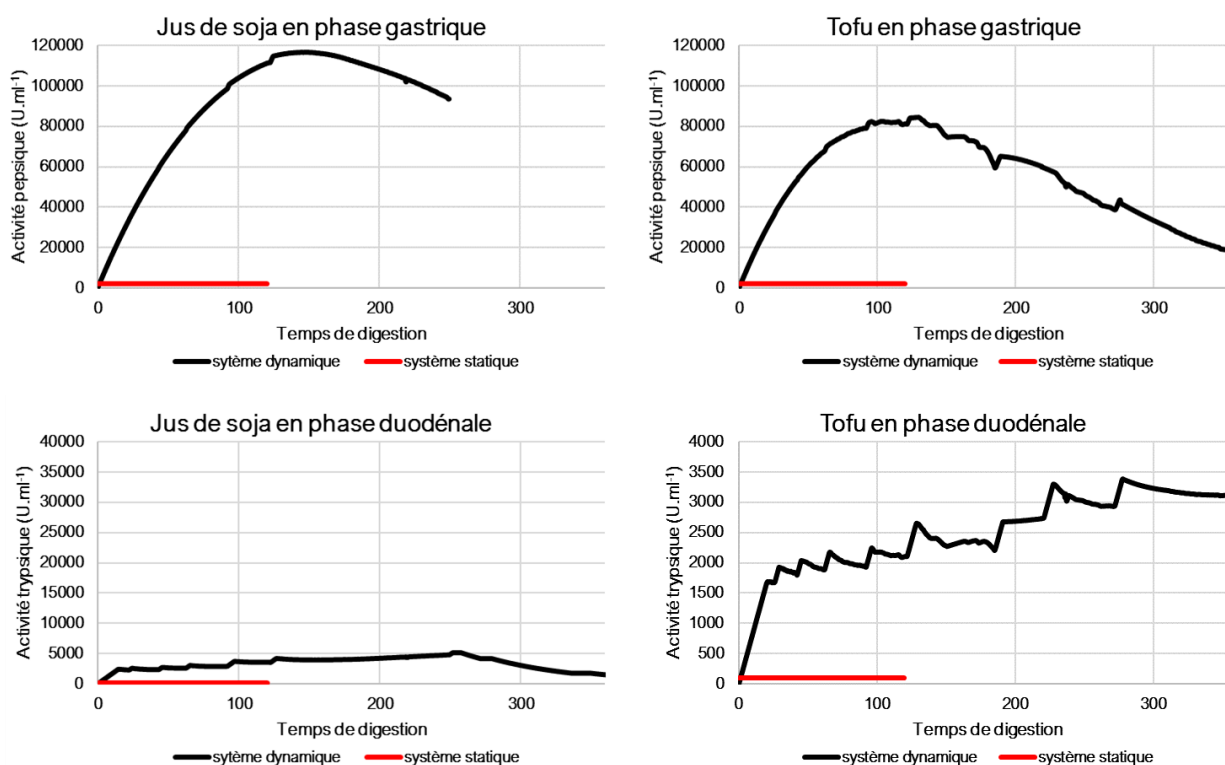 Jus de soja en phase gastrique
Activité pepsique (U.ml⁻¹)
120000
100000
80000
60000
40000
20000
0
0 100 200 300
Temps de digestion
sytème dynamique système statique
Tofu en phase gastrique
Activité pepsique (U.ml⁻¹)
120000
100000
80000
60000
40000
20000
0
0 100 200 300
Temps de digestion
sytème dynamique système statique
Jus de soja en phase duodénale
Activité trypsique (U.ml⁻¹)
40000
35000
30000
25000
20000
15000
10000
5000
0
0 100 200 300
Temps de digestion
sytème dynamique système statique
Tofu en phase duodénale
Activité trypsique (U.ml⁻¹)
4000
3500
3000
2500
2000
1500
1000
500
0
0 100 200 300
Temps de digestion
sytème dynamique système statique